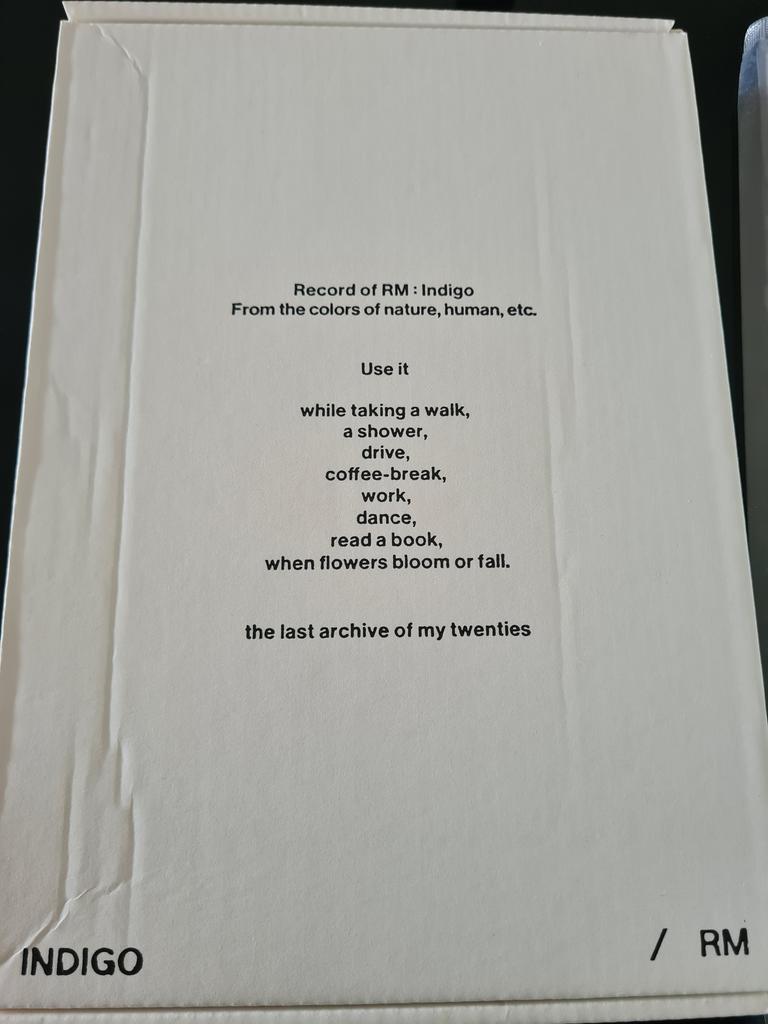 Record of RM : Indigo
From the colors of nature, human, etc.
Use it
while taking a walk,
a shower,
drive,
coffee-break,
work,
dance,
read a book,
when flowers bloom or fall.
the last archive of my twenties
INDIGO / RM